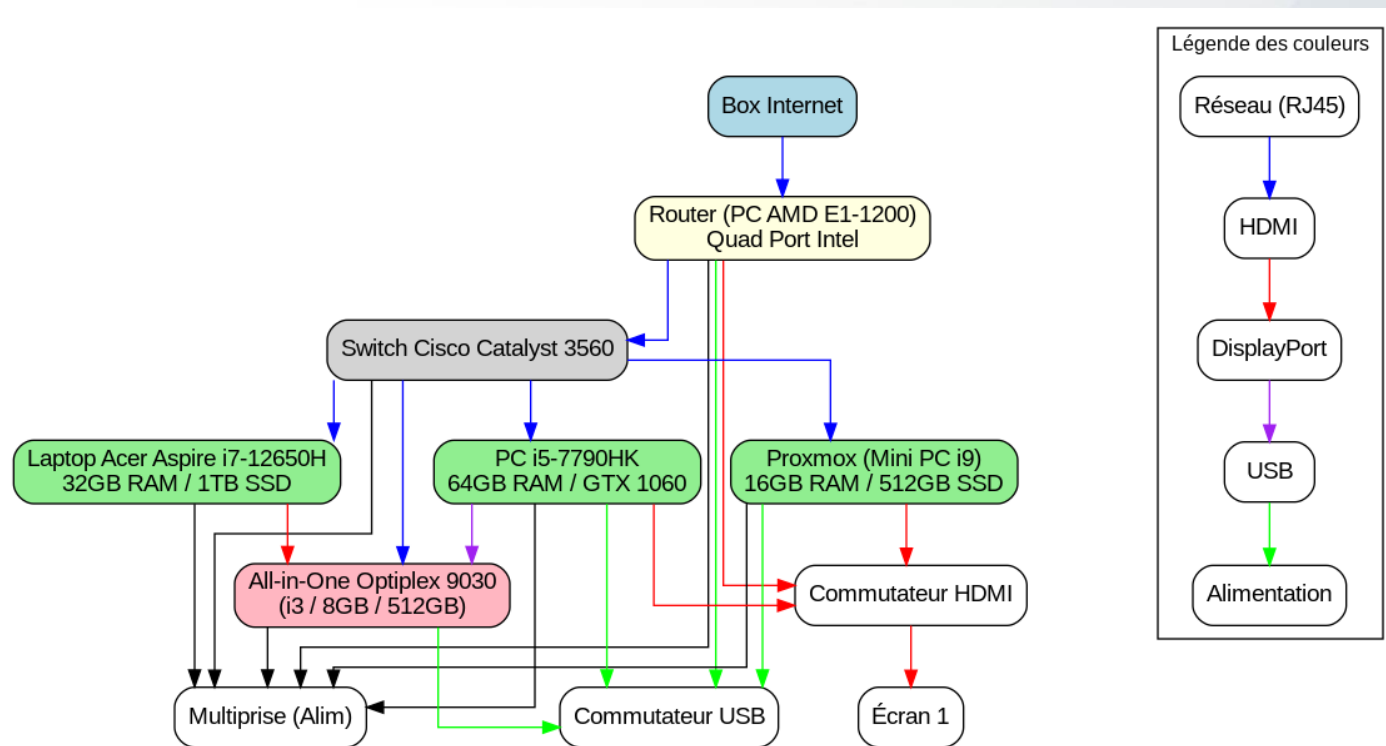 Légende des couleurs
Box Internet
Réseau (RJ45)
Router (PC AMD E1-1200)
Quad Port Intel
HDMI
Switch Cisco Catalyst 3560
DisplayPort
Laptop Acer Aspire i7-12650H
32GB RAM / 1TB SSD
PC i5-7790HK
64GB RAM / GTX 1060
Proxmox (Mini PC i9)
16GB RAM / 512GB SSD
USB
All-in-One Optiplex 9030
(i3 / 8GB / 512GB)
Commutateur HDMI
Alimentation
Multiprise (Alim)
Commutateur USB
Écran 1